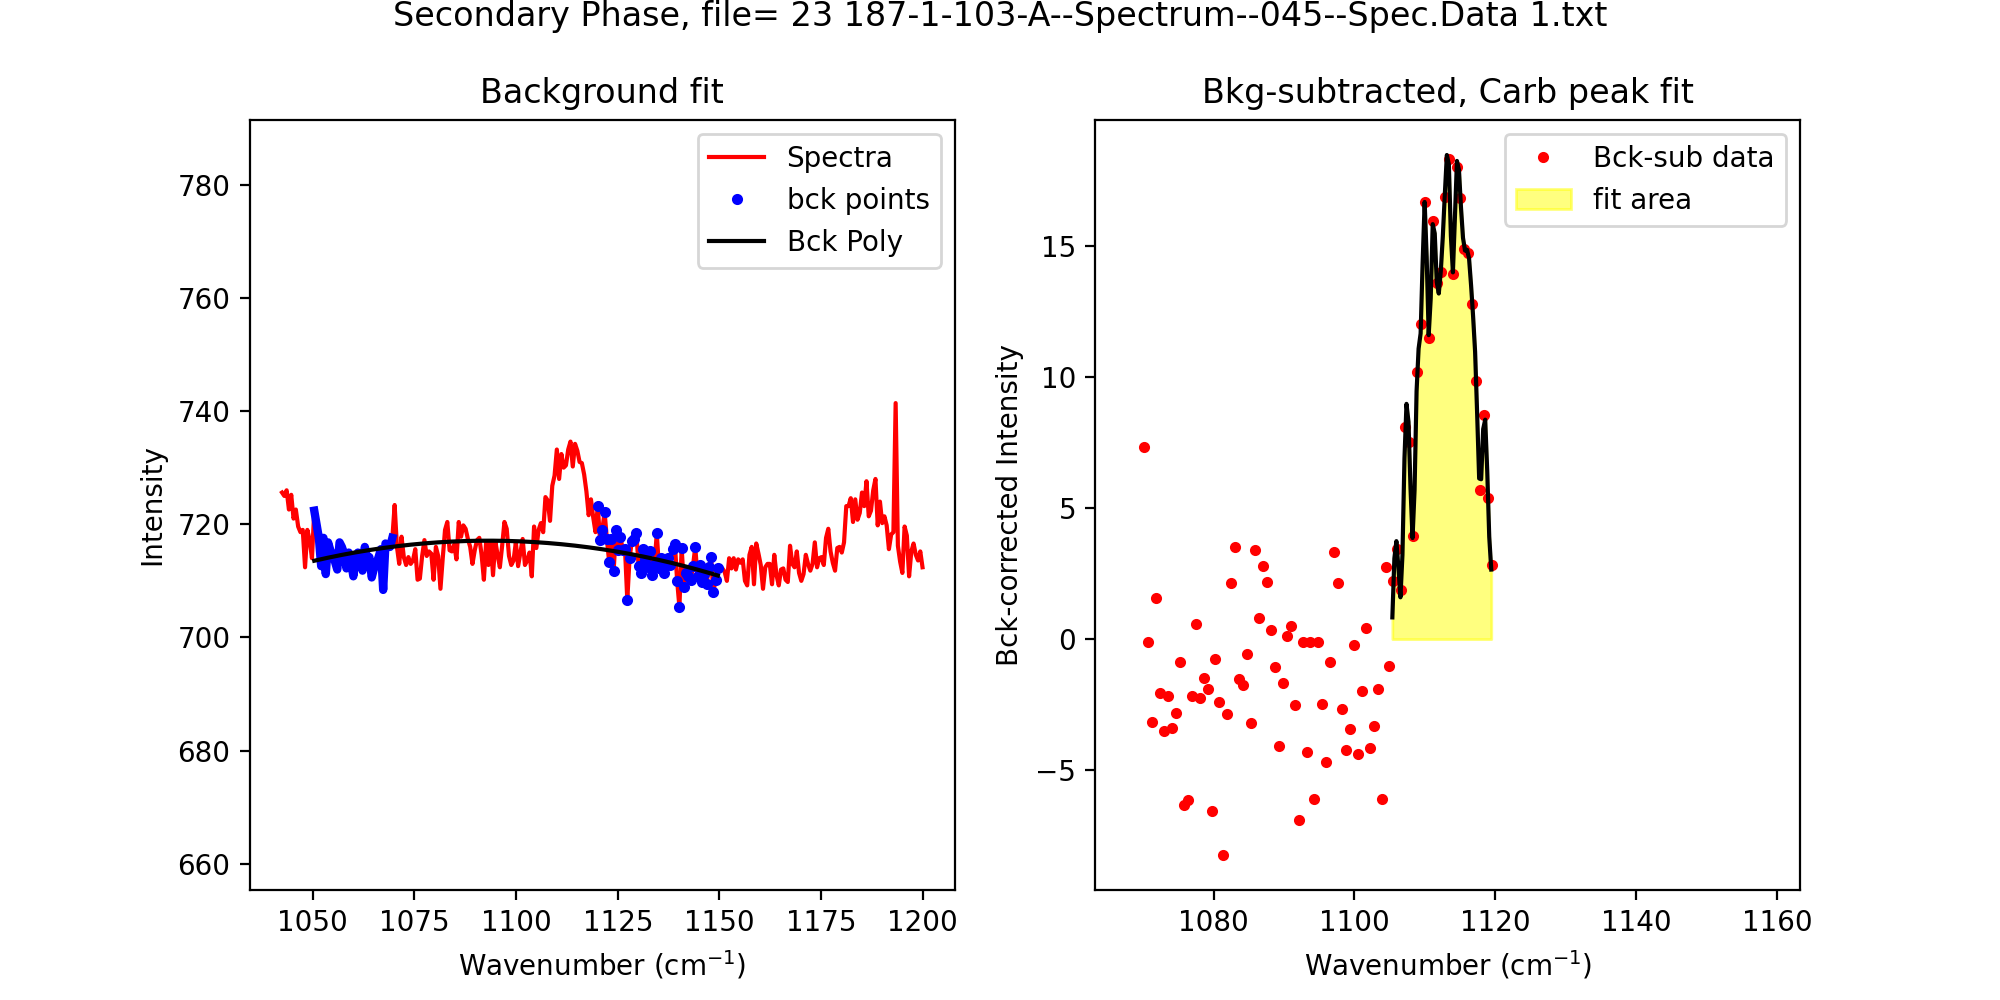 Secondary Phase, file= 23 187-1-103-A--Spectrum--045--Spec.Data 1.txt
Background fit
Spectra
bck points
Bck Poly
780
760
740
720
700
680
660
Intensity
1050 1075 1100 1125 1150 1175 1200
Wavenumber (cm⁻¹)
Bkg-subtracted, Carb peak fit
Bck-sub data
fit area
15
10
5
0
−5
Bck-corrected Intensity
1080 1100 1120 1140 1160
Wavenumber (cm⁻¹)